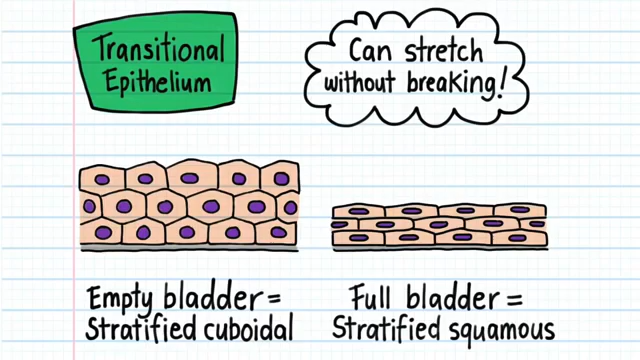 Transitional
Epithelium
Can stretch
without breaking!
Empty bladder =
Stratified cuboidal
Full bladder =
Stratified squamous